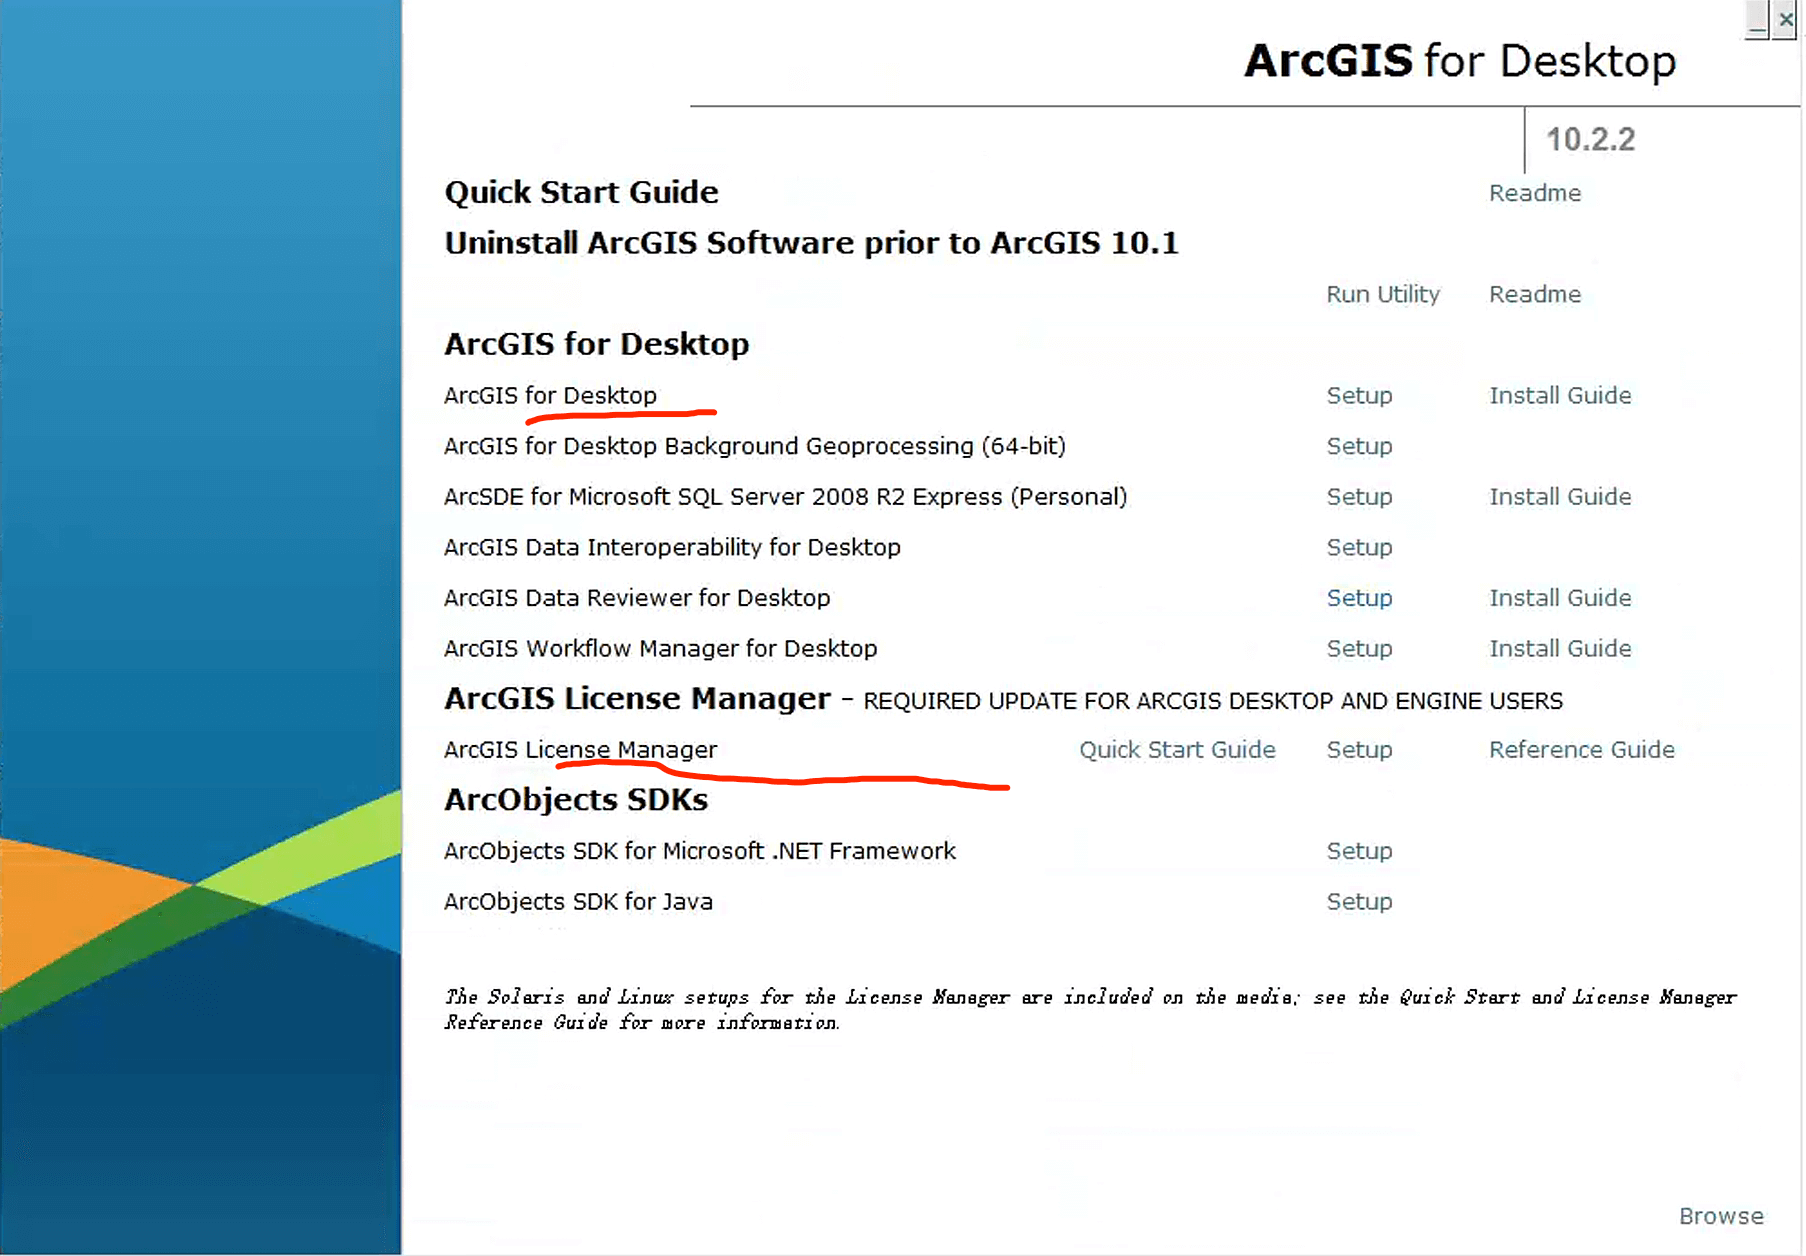 ArcGIS for Desktop
10.2.2
Quick Start Guide Readme
Uninstall ArcGIS Software prior to ArcGIS 10.1
Run Utility Readme
ArcGIS for Desktop
ArcGIS for Desktop Setup Install Guide
ArcGIS for Desktop Background Geoprocessing (64-bit) Setup
ArcSDE for Microsoft SQL Server 2008 R2 Express (Personal) Setup Install Guide
ArcGIS Data Interoperability for Desktop Setup
ArcGIS Data Reviewer for Desktop Setup Install Guide
ArcGIS Workflow Manager for Desktop Setup Install Guide
ArcGIS License Manager – REQUIRED UPDATE FOR ARCGIS DESKTOP AND ENGINE USERS
ArcGIS License Manager Quick Start Guide Setup Reference Guide
ArcObjects SDKs
ArcObjects SDK for Microsoft .NET Framework Setup
ArcObjects SDK for Java Setup
The Solaris and Linux setups for the License Manager are included on the media; see the Quick Start and License Manager
Reference Guide for more information.
Browse